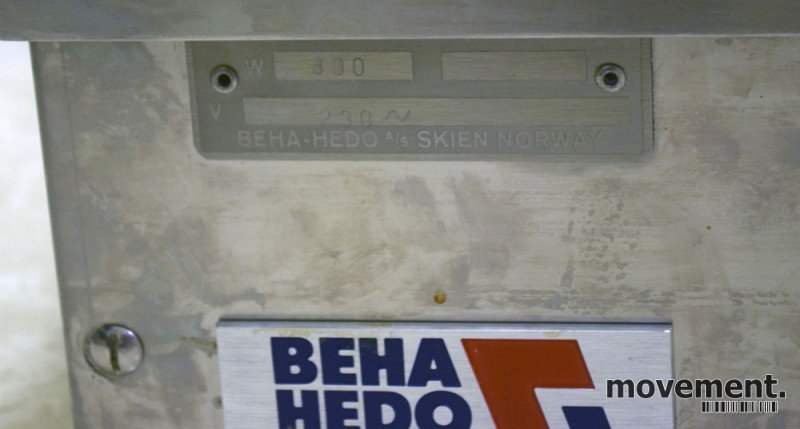 W 800
V 230~
BEHA-HEDO A/S SKIEN NORWAY
BEHA
HEDO
movement.